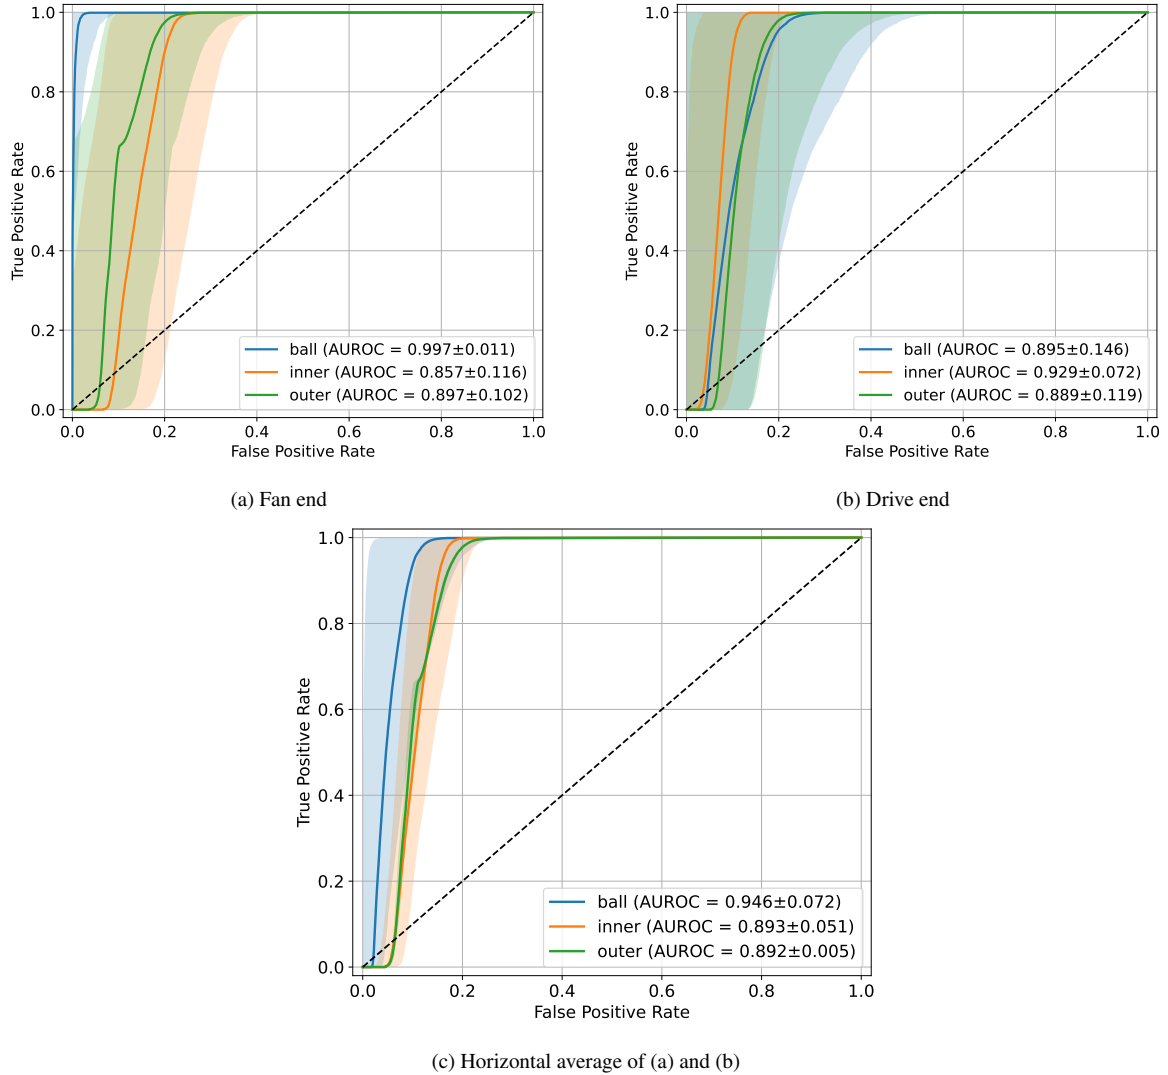 1.0
0.8
0.6
0.4
0.2
0.0
True Positive Rate
0.0 0.2 0.4 0.6 0.8 1.0
False Positive Rate
ball (AUROC = 0.997±0.011)
inner (AUROC = 0.857±0.116)
outer (AUROC = 0.897±0.102)
(a) Fan end
1.0
0.8
0.6
0.4
0.2
0.0
True Positive Rate
0.0 0.2 0.4 0.6 0.8 1.0
False Positive Rate
ball (AUROC = 0.895±0.146)
inner (AUROC = 0.929±0.072)
outer (AUROC = 0.889±0.119)
(b) Drive end
1.0
0.8
0.6
0.4
0.2
0.0
True Positive Rate
0.0 0.2 0.4 0.6 0.8 1.0
False Positive Rate
ball (AUROC = 0.946±0.072)
inner (AUROC = 0.893±0.051)
outer (AUROC = 0.892±0.005)
(c) Horizontal average of (a) and (b)